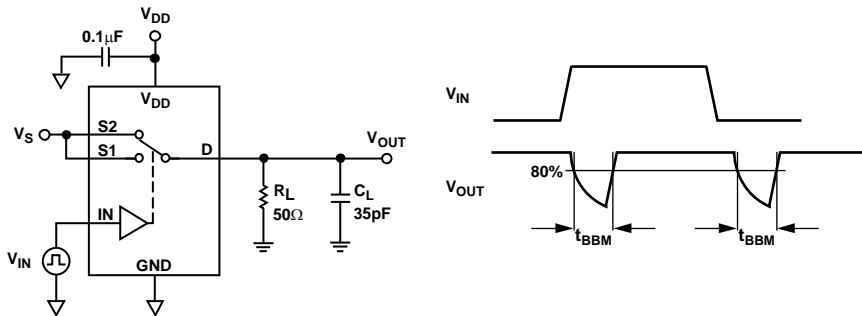 V_DD
0.1μF
V_DD
V_S
S2
S1
D
V_OUT
R_L
50Ω
C_L
35pF
IN
V_IN
GND
V_IN
V_OUT
80%
t_BBM
t_BBM